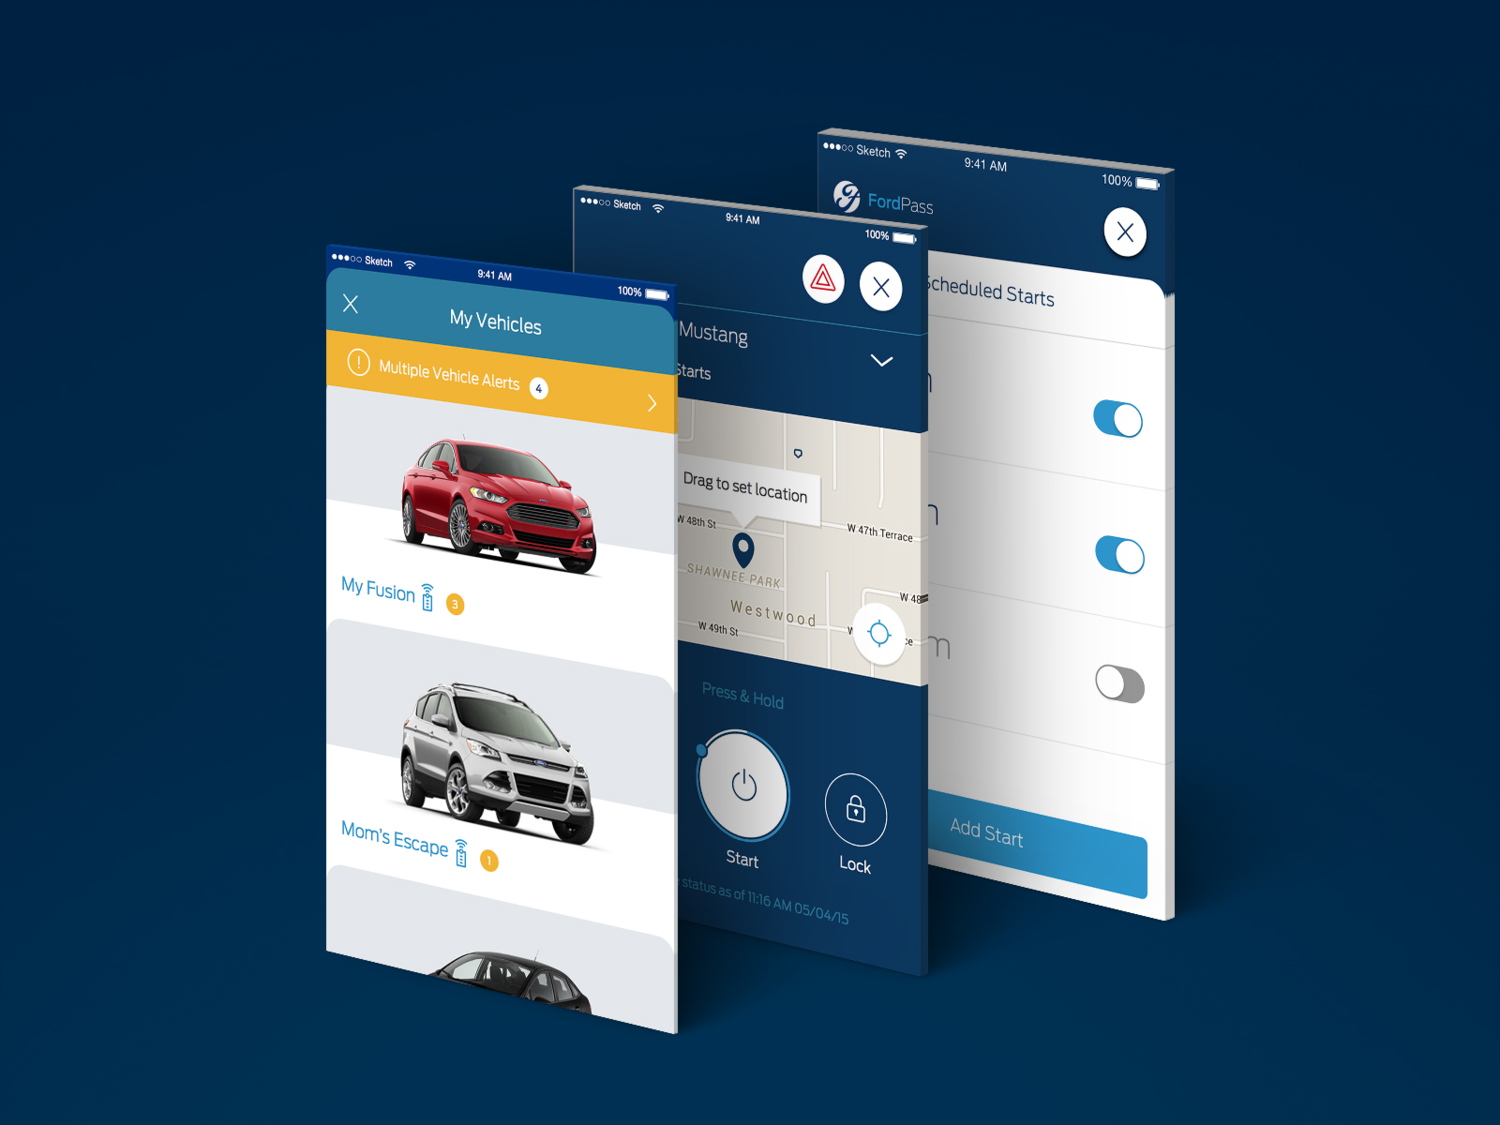 Sketch
9:41 AM
100%
My Vehicles
Multiple Vehicle Alerts 4
My Fusion 3
Mom's Escape 1
Sketch
9:41 AM
100%
Mustang
Starts
Drag to set location
W 48th St
W 47th Terrace
SHAWNEE PARK
Westwood
W 48
W 49th St
Press & Hold
Start
Lock
status as of 11:16 AM 05/04/15
Sketch
9:41 AM
100%
FordPass
Scheduled Starts
Add Start